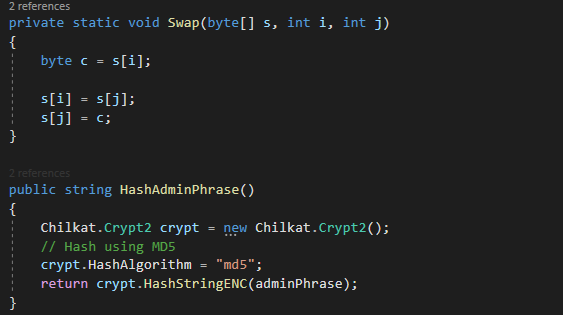 2 references
private static void Swap(byte[] s, int i, int j)
{
byte c = s[i];
s[i] = s[j];
s[j] = c;
}
2 references
public string HashAdminPhrase()
{
Chilkat.Crypt2 crypt = new Chilkat.Crypt2();
// Hash using MD5
crypt.HashAlgorithm = "md5";
return crypt.HashStringENC(adminPhrase);
}